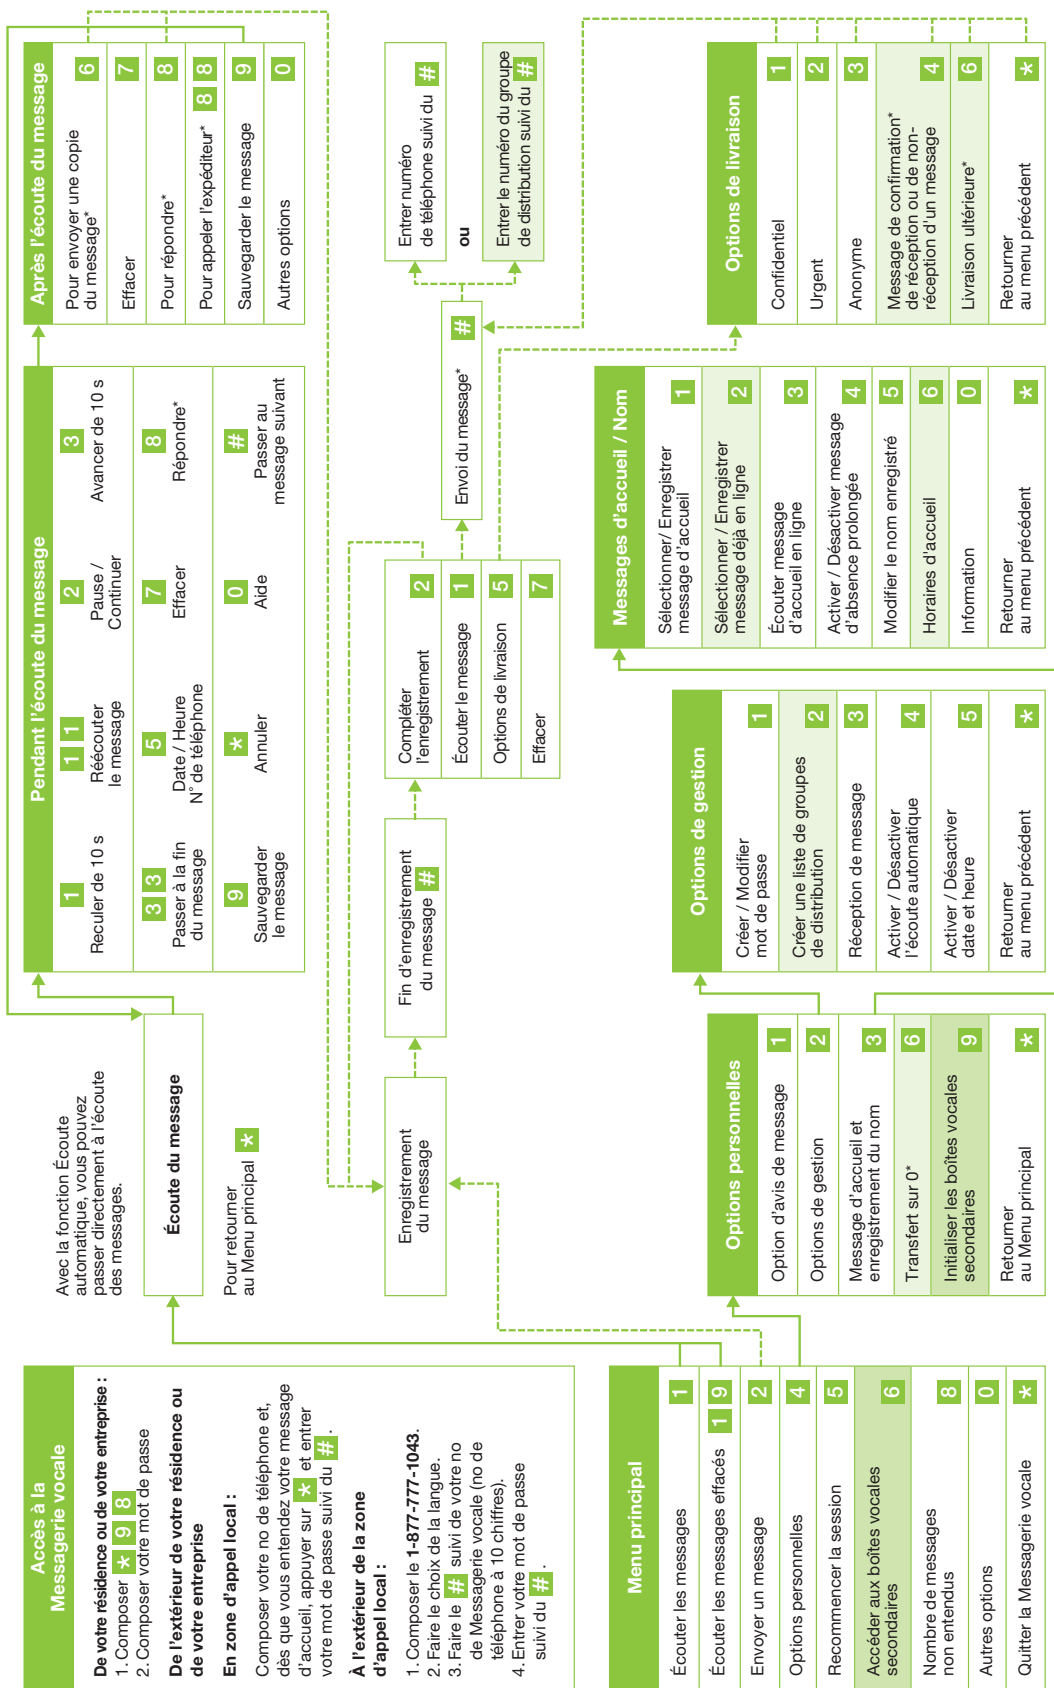 Accès à la
Messagerie vocale
De votre résidence ou de votre entreprise :
1. Composer * 9 8
2. Composer votre mot de passe
De l'extérieur de votre résidence ou
de votre entreprise
En zone d'appel local :
Composer votre no de téléphone et,
dès que vous entendez votre message
d'accueil, appuyer sur * et entrer
votre mot de passe suivi du # .
À l'extérieur de la zone
d'appel local :
1. Composer le 1-877-777-1043.
2. Faire le choix de la langue.
3. Faire le # suivi de votre no
de Messagerie vocale (no de
téléphone à 10 chiffres).
4. Entrer votre mot de passe
suivi du # .
Avec la fonction Écoute
automatique, vous pouvez
passer directement à l'écoute
des messages.
Écoute du message
Pour retourner
au Menu principal *
Pendant l'écoute du message
1
Reculer de 10 s
1 1
Réécouter
le message
2
Pause /
Continuer
3
Avancer de 10 s
3 3
Passer à la fin
du message
5
Date / Heure
N° de téléphone
7
Effacer
8
Répondre*
9
Sauvegarder
le message
*
Annuler
0
Aide
#
Passer au
message suivant
Après l'écoute du message
Pour envoyer une copie
du message* 6
Effacer 7
Pour répondre* 8
Pour appeler l'expéditeur* 8 8
Sauvegarder le message 9
Autres options 0
Enregistrement
du message
Fin d'enregistrement
du message #
Compléter
l'enregistrement 2
Écouter le message 1
Options de livraison 5
Effacer 7
Envoi du message* #
Entrer numéro
de téléphone suivi du #
ou
Entrer le numéro du groupe
de distribution suivi du #
Menu principal
Écouter les messages 1
Écouter les messages effacés 1 9
Envoyer un message 2
Options personnelles 4
Recommencer la session 5
Accéder aux boîtes vocales
secondaires 6
Nombre de messages
non entendus 8
Autres options 0
Quitter la Messagerie vocale *
Options personnelles
Option d'avis de message 1
Options de gestion 2
Message d'accueil et
enregistrement du nom 3
Transfert sur 0* 6
Initialiser les boîtes vocales
secondaires 9
Retourner
au Menu principal *
Options de gestion
Créer / Modifier
mot de passe 1
Créer une liste de groupes
de distribution 2
Réception de message 3
Activer / Désactiver
l'écoute automatique 4
Activer / Désactiver
date et heure 5
Retourner
au menu précédent *
Messages d'accueil / Nom
Sélectionner/ Enregistrer
message d'accueil 1
Sélectionner / Enregistrer
message déjà en ligne 2
Écouter message
d'accueil en ligne 3
Activer / Désactiver message
d'absence prolongée 4
Modifier le nom enregistré 5
Horaires d'accueil 6
Information 0
Retourner
au menu précédent *
Options de livraison
Confidentiel 1
Urgent 2
Anonyme 3
Message de confirmation*
de réception ou de non-
réception d'un message 4
Livraison ultérieure* 6
Retourner
au menu précédent *